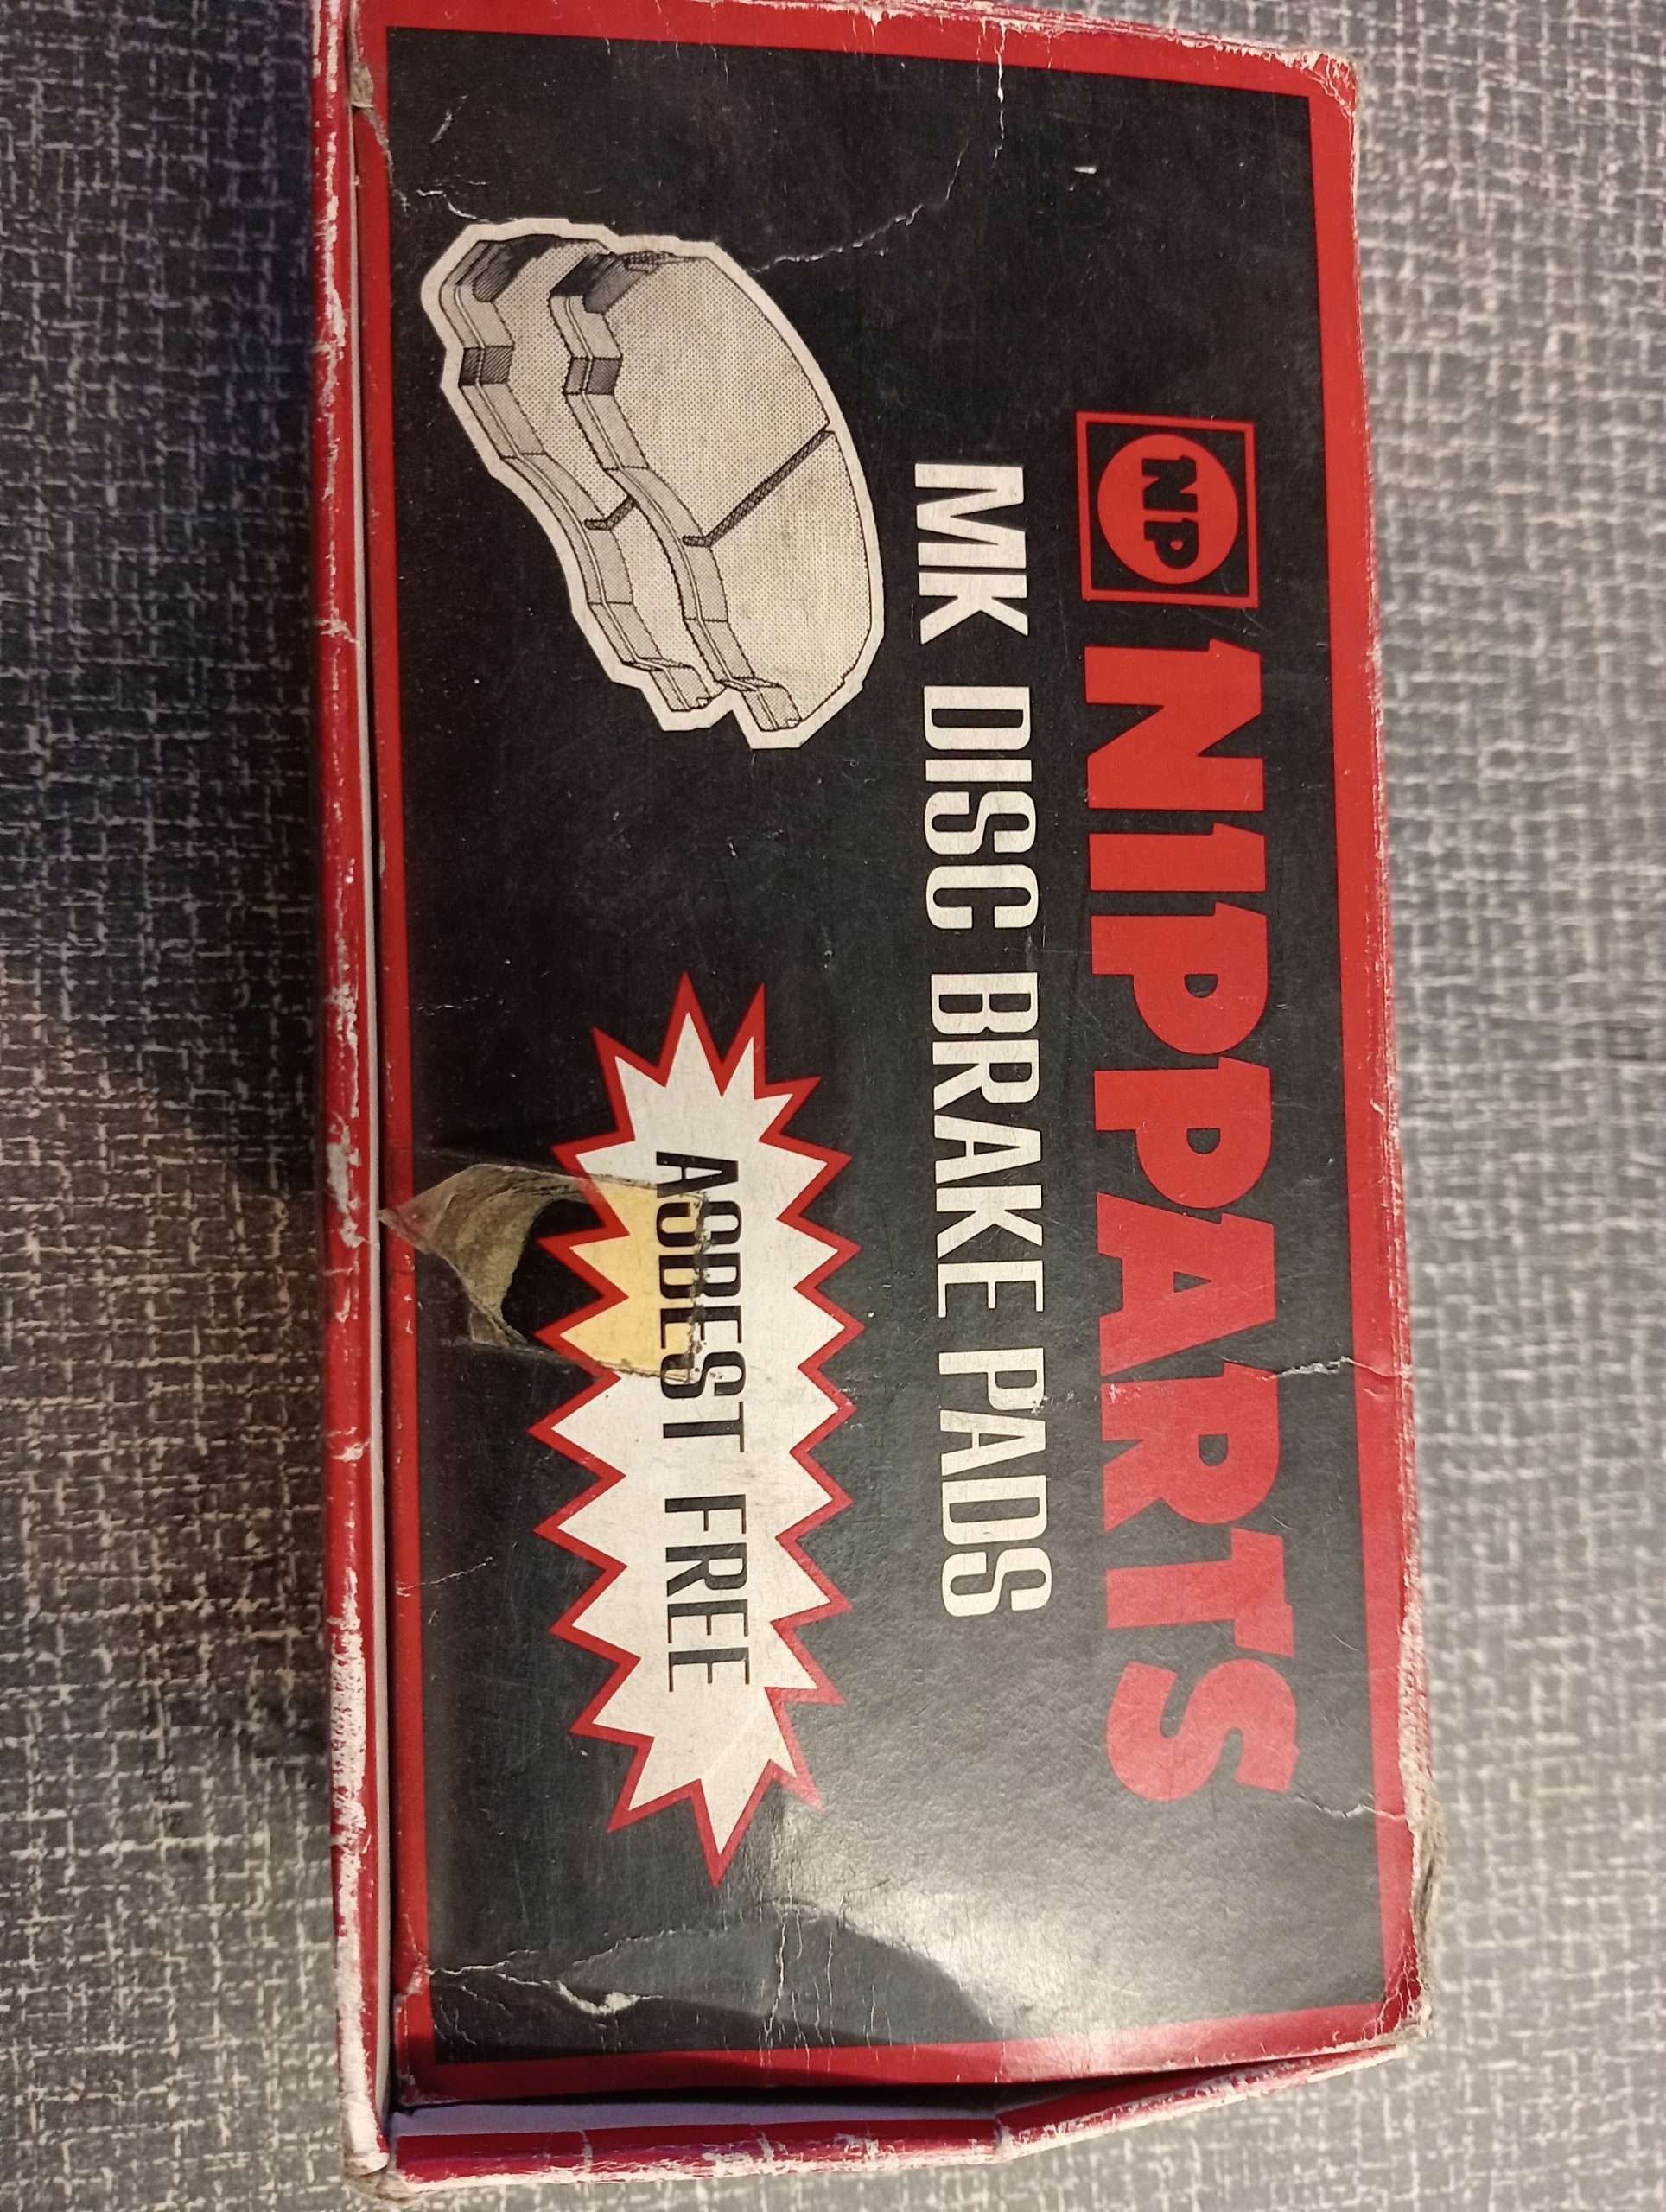 NP NIPPARTS
MK DISC BRAKE PADS
ASBEST FREE